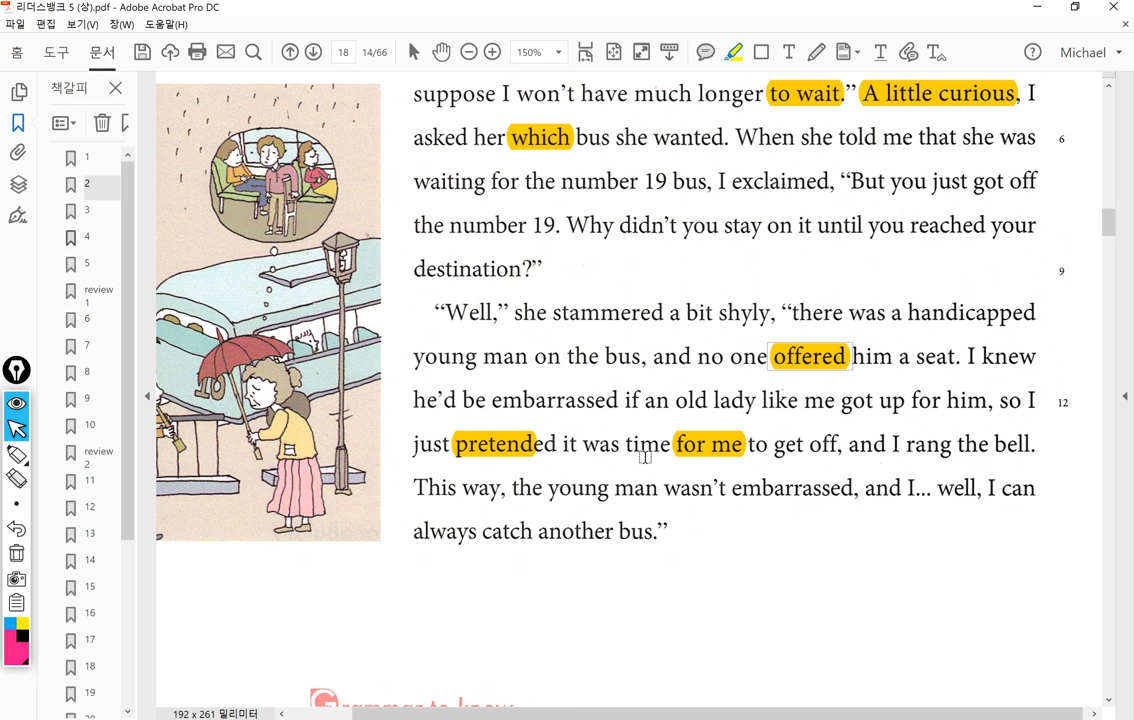 리더스뱅크 5 (상).pdf - Adobe Acrobat Pro DC
파일 편집 보기(V) 창(W) 도움말(H)
홈 도구 문서 18 14/66 150% Michael
책갈피
1
2
3
4
5
review 1
6
7
8
9
10
review 2
11
12
13
14
15
16
17
18
19
20
10
suppose I won't have much longer to wait.” A little curious, I
asked her which bus she wanted. When she told me that she was 6
waiting for the number 19 bus, I exclaimed, “But you just got off
the number 19. Why didn't you stay on it until you reached your
destination?” 9
“Well,” she stammered a bit shyly, “there was a handicapped
young man on the bus, and no one offered him a seat. I knew
he'd be embarrassed if an old lady like me got up for him, so I 12
just pretended it was time for me to get off, and I rang the bell.
This way, the young man wasn't embarrassed, and I... well, I can
always catch another bus.”
Grammar to know
192 x 261 밀리미터